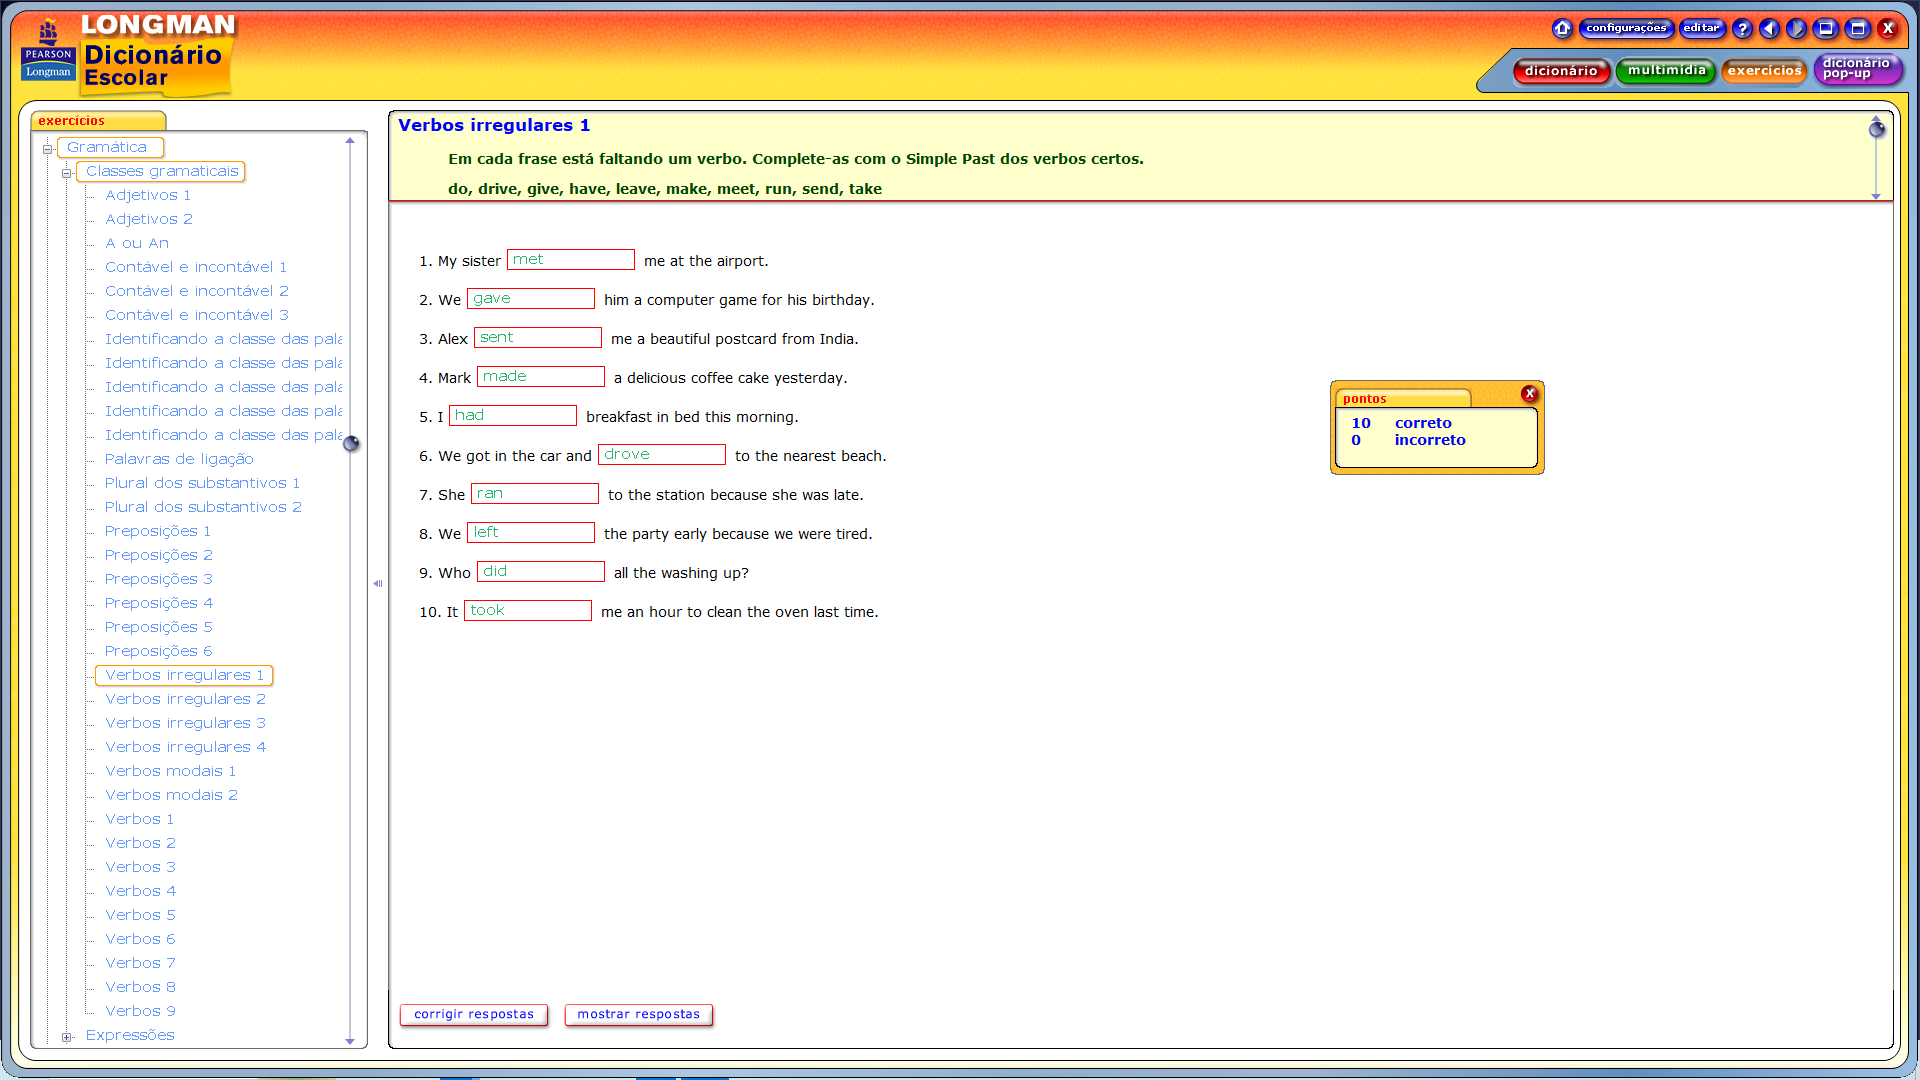 LONGMAN
Dicionário
Escolar
PEARSON
Longman
configurações
editar
?
X
dicionário
multimídia
exercícios
dicionário
pop-up
exercícios
Gramática
Classes gramaticais
Adjetivos 1
Adjetivos 2
A ou An
Contável e incontável 1
Contável e incontável 2
Contável e incontável 3
Identificando a classe das pala
Identificando a classe das pala
Identificando a classe das pala
Identificando a classe das pala
Identificando a classe das pala
Palavras de ligação
Plural dos substantivos 1
Plural dos substantivos 2
Preposições 1
Preposições 2
Preposições 3
Preposições 4
Preposições 5
Preposições 6
Verbos irregulares 1
Verbos irregulares 2
Verbos irregulares 3
Verbos irregulares 4
Verbos modais 1
Verbos modais 2
Verbos 1
Verbos 2
Verbos 3
Verbos 4
Verbos 5
Verbos 6
Verbos 7
Verbos 8
Verbos 9
Expressões
Verbos irregulares 1
Em cada frase está faltando um verbo. Complete-as com o Simple Past dos verbos certos.
do, drive, give, have, leave, make, meet, run, send, take
1. My sister met me at the airport.
2. We gave him a computer game for his birthday.
3. Alex sent me a beautiful postcard from India.
4. Mark made a delicious coffee cake yesterday.
5. I had breakfast in bed this morning.
6. We got in the car and drove to the nearest beach.
7. She ran to the station because she was late.
8. We left the party early because we were tired.
9. Who did all the washing up?
10. It took me an hour to clean the oven last time.
pontos
X
10 correto
0 incorreto
corrigir respostas
mostrar respostas